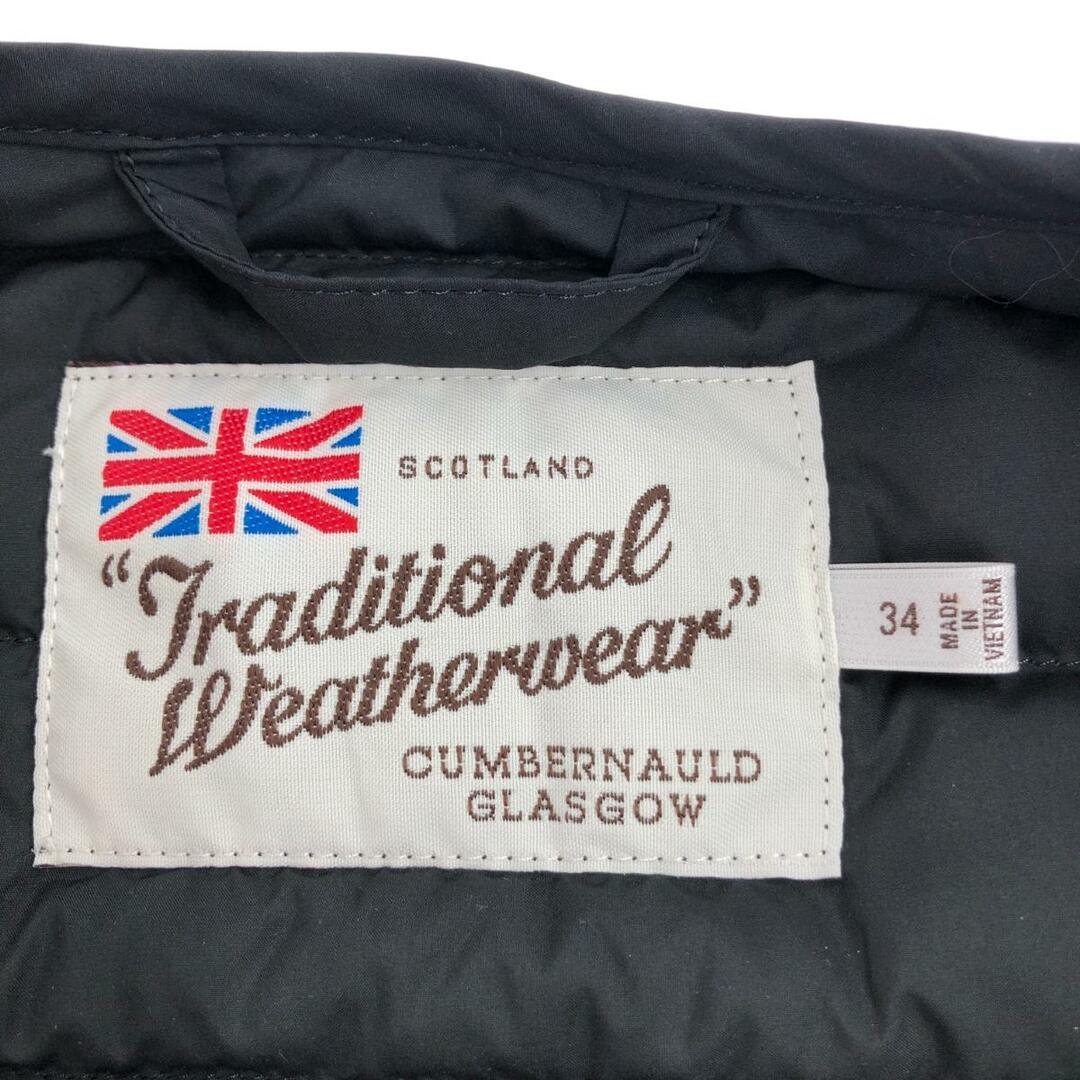 SCOTLAND
“Traditional
Weatherwear”
CUMBERNAULD
GLASGOW
34
MADE
IN
VIETNAM